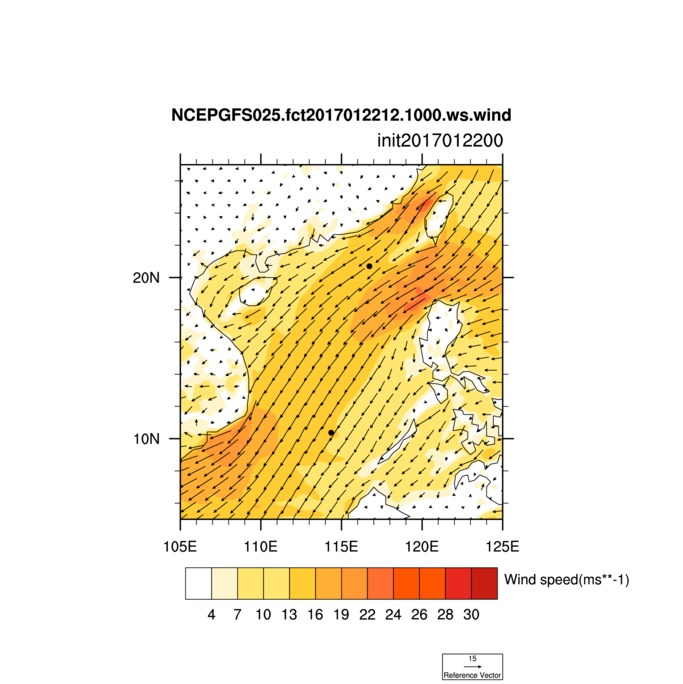 NCEPGFS025.fct2017012212.1000.ws.wind
init2017012200
20N
10N
105E 110E 115E 120E 125E
Wind speed(ms**-1)
4 7 10 13 16 19 22 24 26 28 30
15
Reference Vector